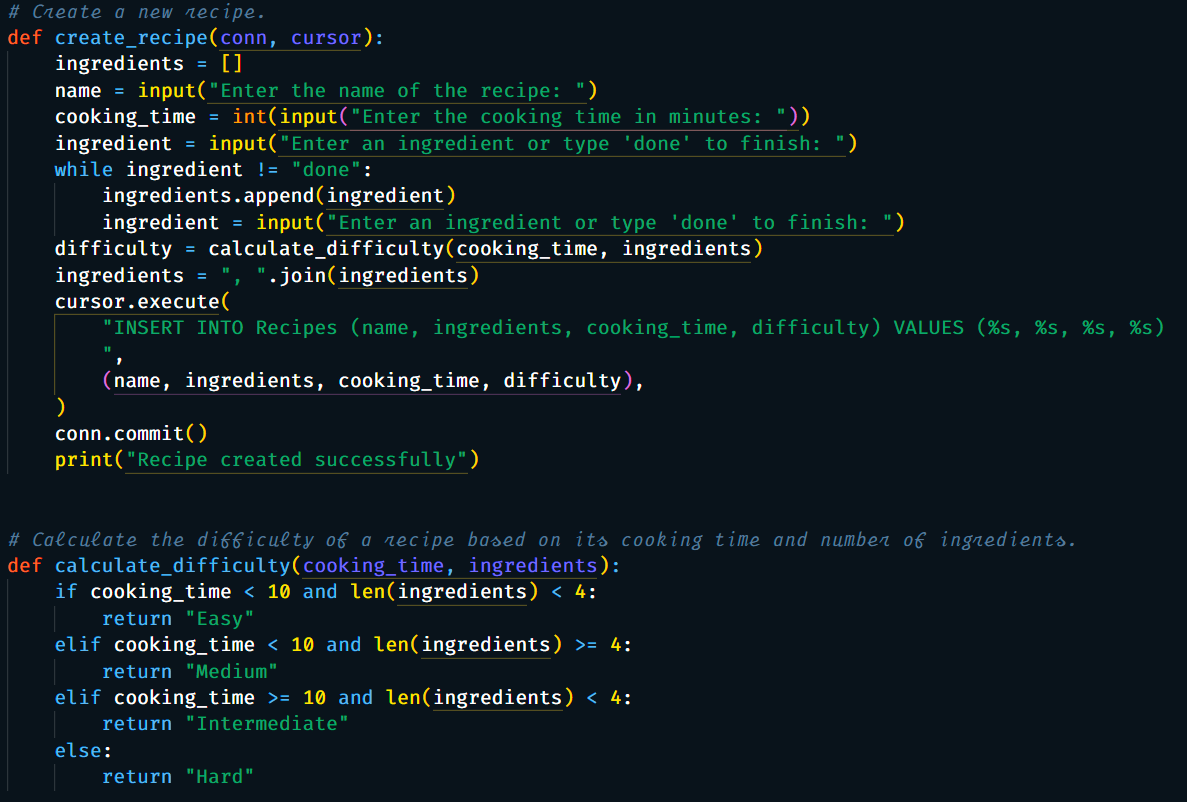 # Create a new recipe.
def create_recipe(conn, cursor):
    ingredients = []
    name = input("Enter the name of the recipe: ")
    cooking_time = int(input("Enter the cooking time in minutes: "))
    ingredient = input("Enter an ingredient or type 'done' to finish: ")
    while ingredient != "done":
        ingredients.append(ingredient)
        ingredient = input("Enter an ingredient or type 'done' to finish: ")
    difficulty = calculate_difficulty(cooking_time, ingredients)
    ingredients = ", ".join(ingredients)
    cursor.execute(
        "INSERT INTO Recipes (name, ingredients, cooking_time, difficulty) VALUES (%s, %s, %s, %s)
        ",
        (name, ingredients, cooking_time, difficulty),
    )
    conn.commit()
    print("Recipe created successfully")
# Calculate the difficulty of a recipe based on its cooking time and number of ingredients.
def calculate_difficulty(cooking_time, ingredients):
    if cooking_time < 10 and len(ingredients) < 4:
        return "Easy"
    elif cooking_time < 10 and len(ingredients) >= 4:
        return "Medium"
    elif cooking_time >= 10 and len(ingredients) < 4:
        return "Intermediate"
    else:
        return "Hard"